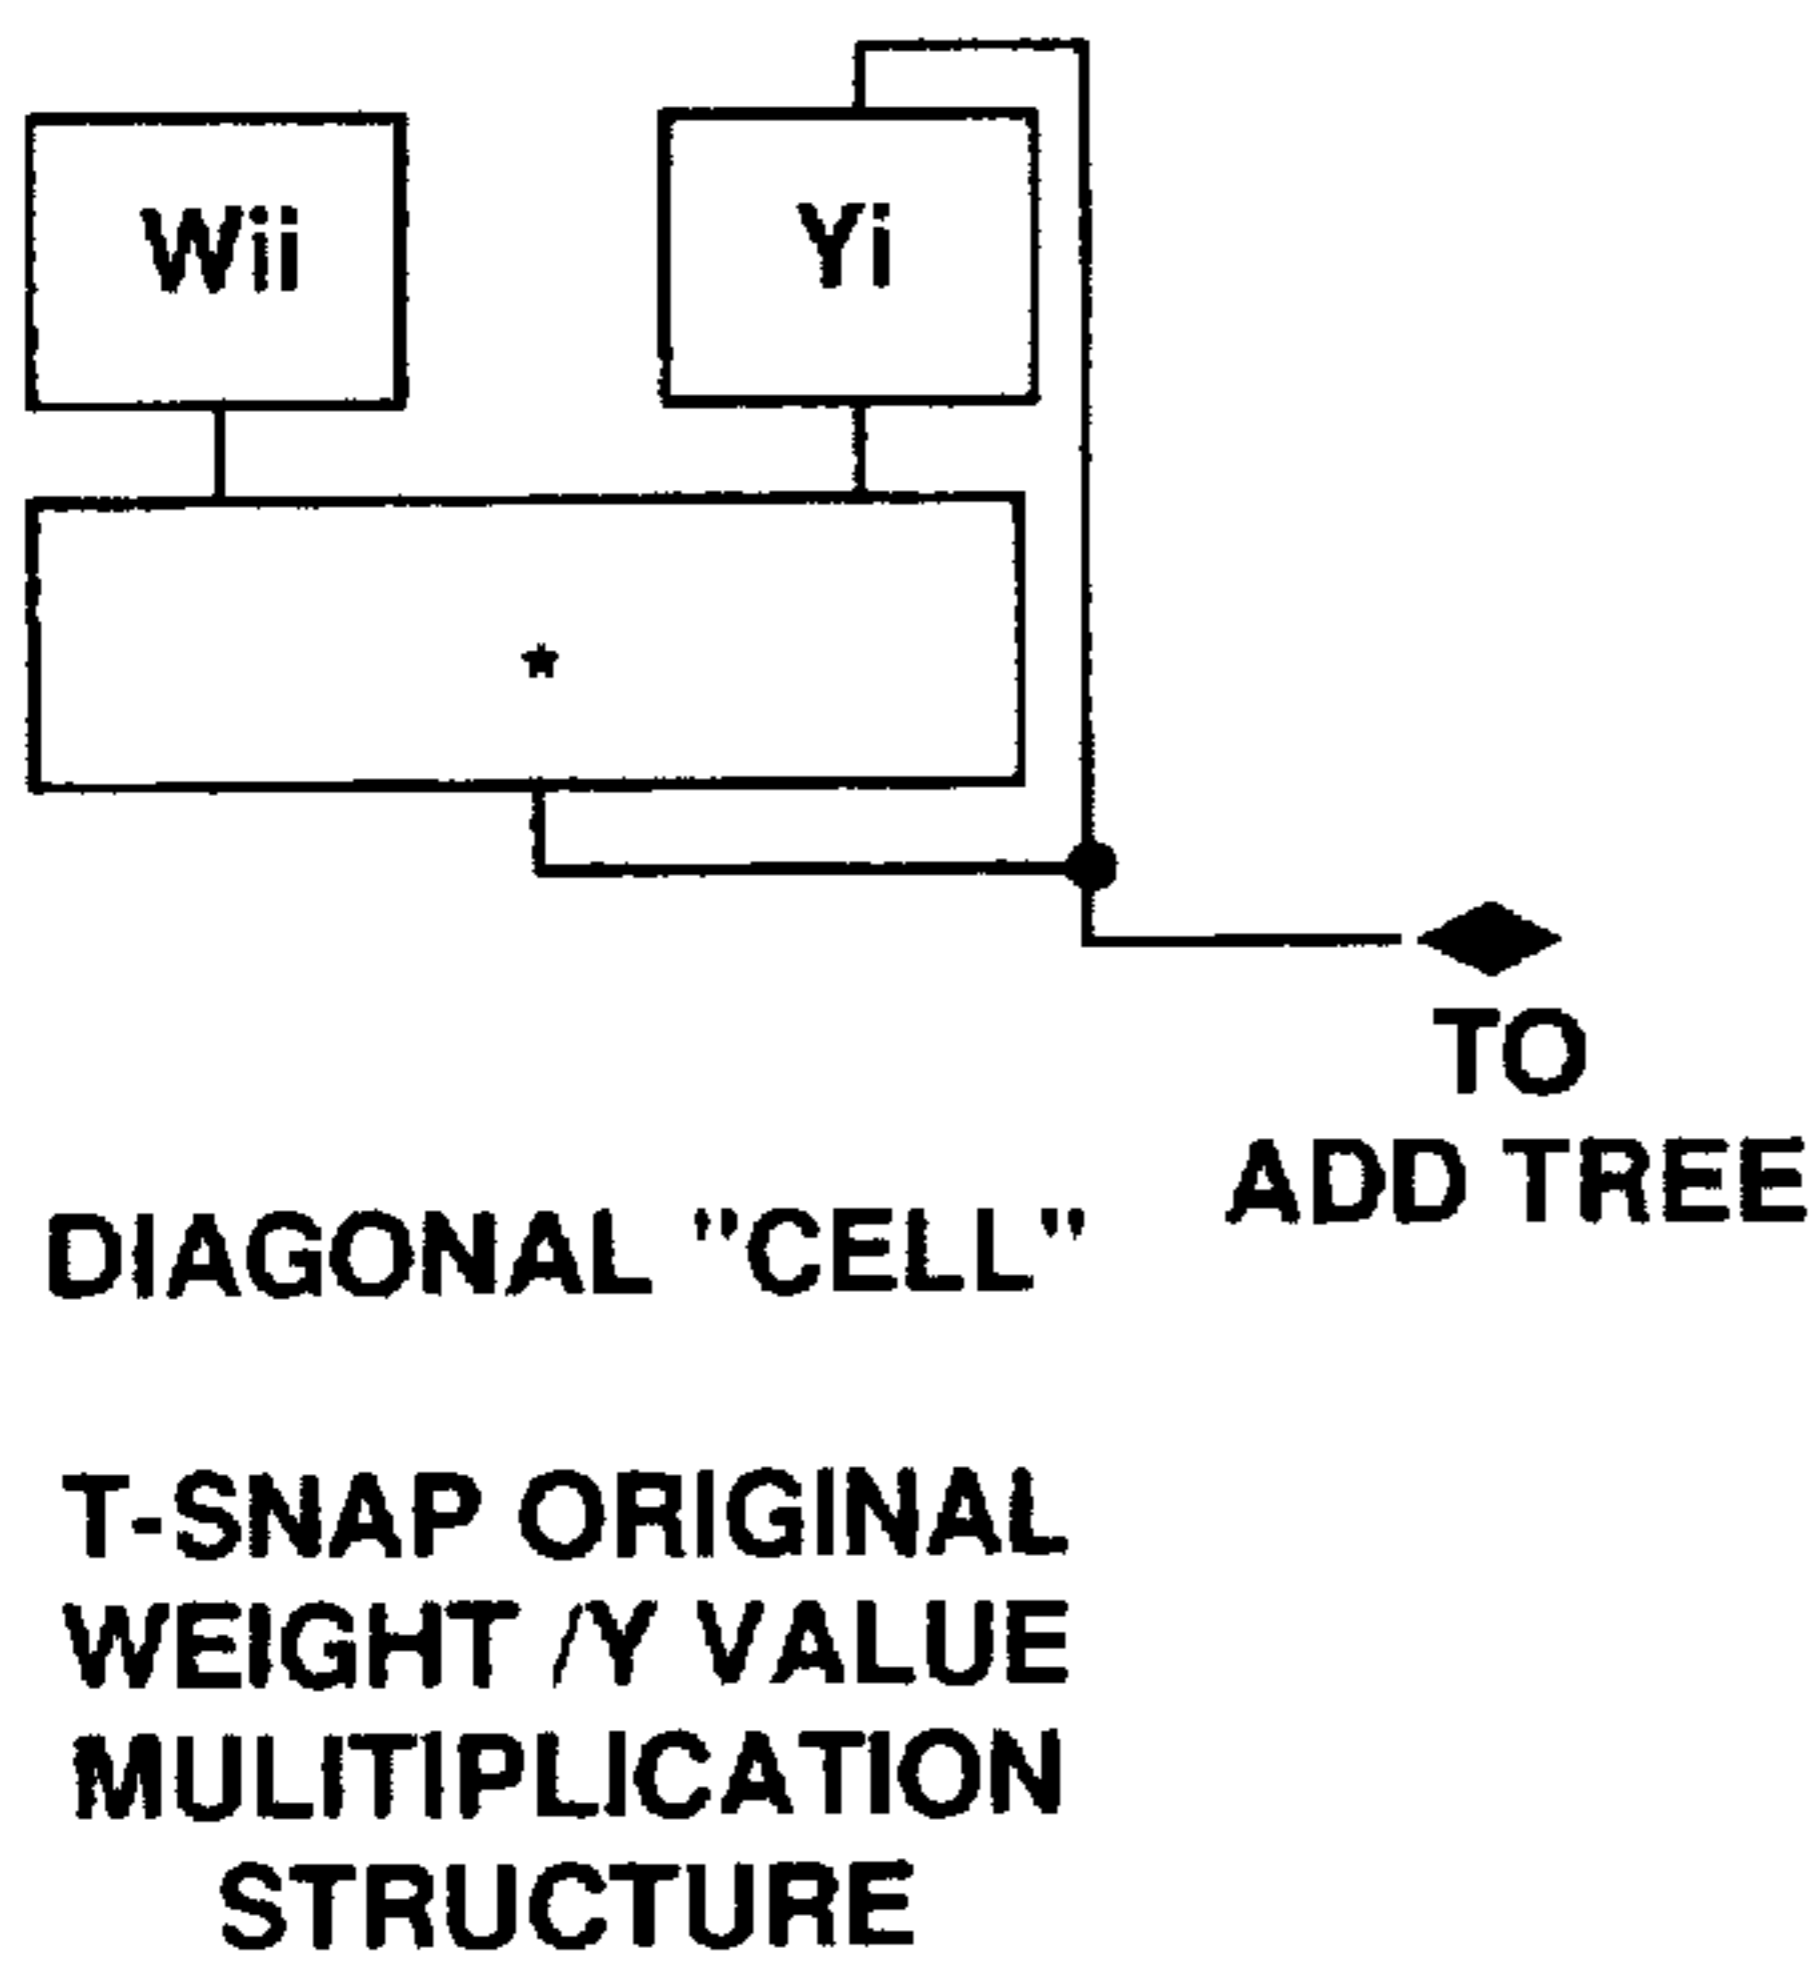 Wii Yi
*
TO
ADD TREE
DIAGONAL "CELL"
T-SNAP ORIGINAL
WEIGHT /Y VALUE
MULITIPLICATION
STRUCTURE